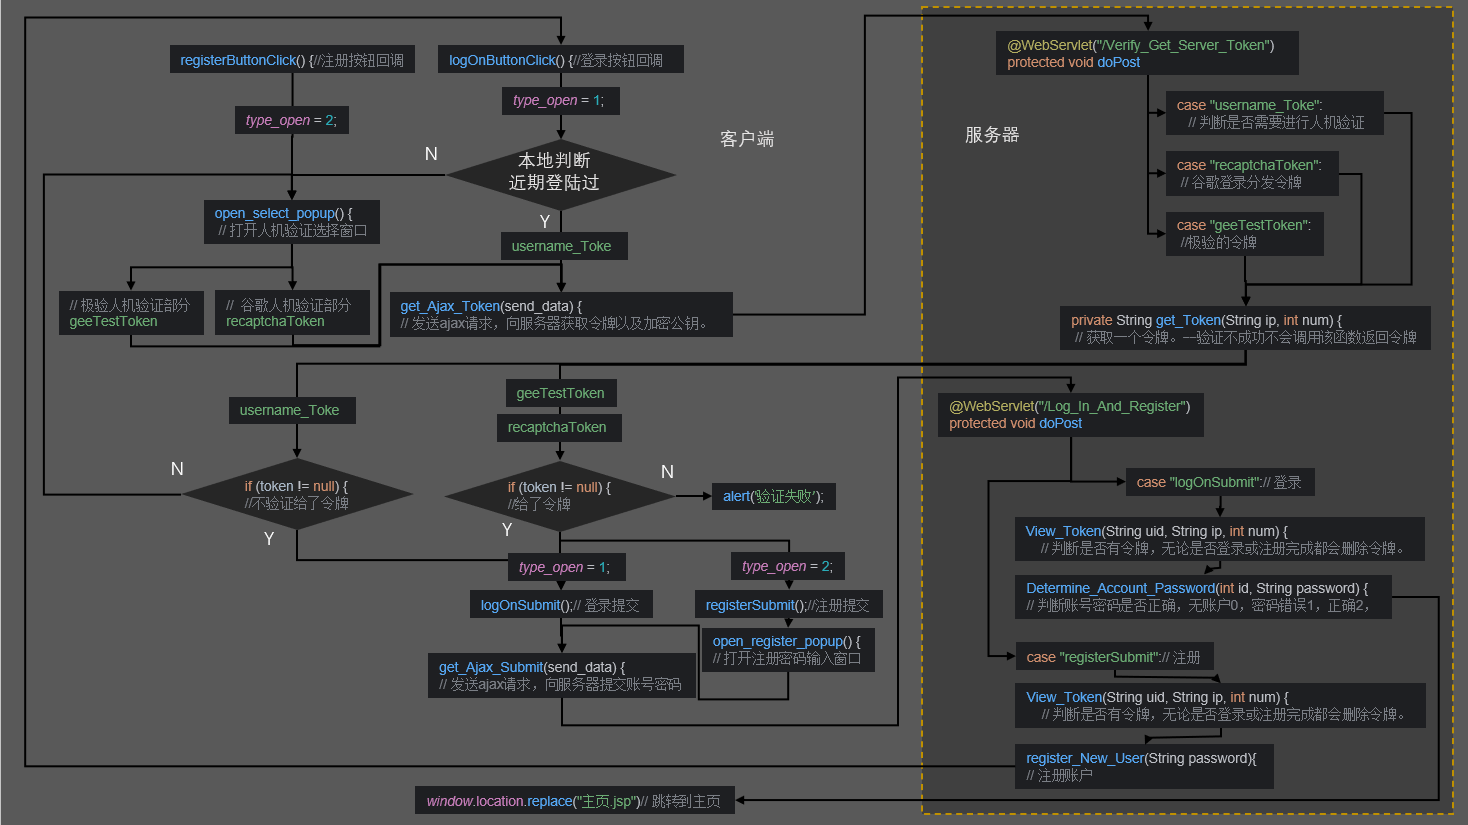 registerButtonClick() {//注册按钮回调
type_open = 2;
logOnButtonClick() {//登录按钮回调
type_open = 1;
N
本地判断
近期登陆过
Y
客户端
open_select_popup() {
// 打开人机验证选择窗口
username_Toke
// 极验人机验证部分
geeTestToken
// 谷歌人机验证部分
recaptchaToken
get_Ajax_Token(send_data) {
// 发送ajax请求，向服务器获取令牌以及加密公钥。
@WebServlet("/Verify_Get_Server_Token")
protected void doPost
服务器
case "username_Toke":
// 判断是否需要进行人机验证
case "recaptchaToken":
// 谷歌登录分发令牌
case "geeTestToken":
//极验的令牌
private String get_Token(String ip, int num) {
// 获取一个令牌。---验证不成功不会调用该函数返回令牌
username_Toke
geeTestToken
recaptchaToken
N
if (token != null) {
//不验证给了令牌
Y
if (token != null) {
//给了令牌
N
Y
alert('验证失败');
type_open = 1;
type_open = 2;
logOnSubmit();// 登录提交
registerSubmit();//注册提交
open_register_popup() {
// 打开注册密码输入窗口
get_Ajax_Submit(send_data) {
// 发送ajax请求，向服务器提交账号密码
@WebServlet("/Log_In_And_Register")
protected void doPost
case "logOnSubmit":// 登录
View_Token(String uid, String ip, int num) {
// 判断是否有令牌，无论是否登录或注册完成都会删除令牌。
Determine_Account_Password(int id, String password) {
// 判断账号密码是否正确，无账户0，密码错误1，正确2，
case "registerSubmit":// 注册
View_Token(String uid, String ip, int num) {
// 判断是否有令牌，无论是否登录或注册完成都会删除令牌。
register_New_User(String password){
// 注册账户
window.location.replace("主页.jsp")// 跳转到主页